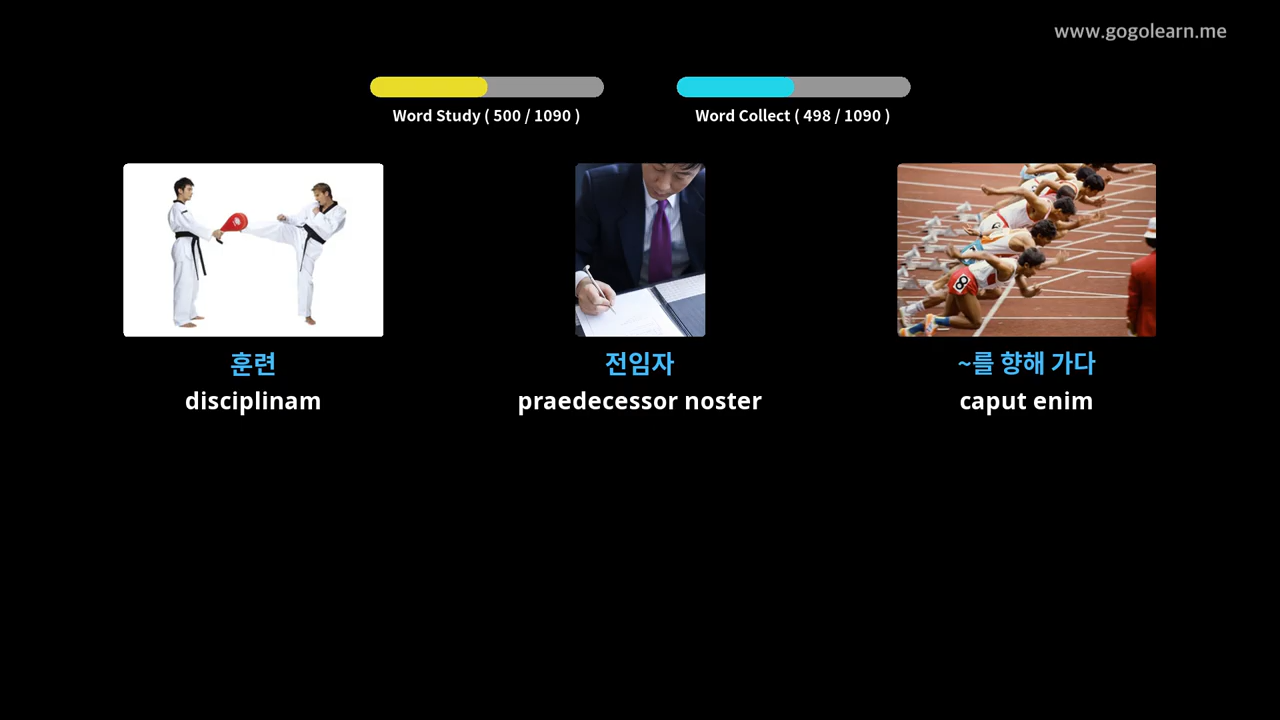 www.gogolearn.me
Word Study ( 500 / 1090 )
Word Collect ( 498 / 1090 )
훈련
disciplinam
전임자
praedecessor noster
~를 향해 가다
caput enim
8